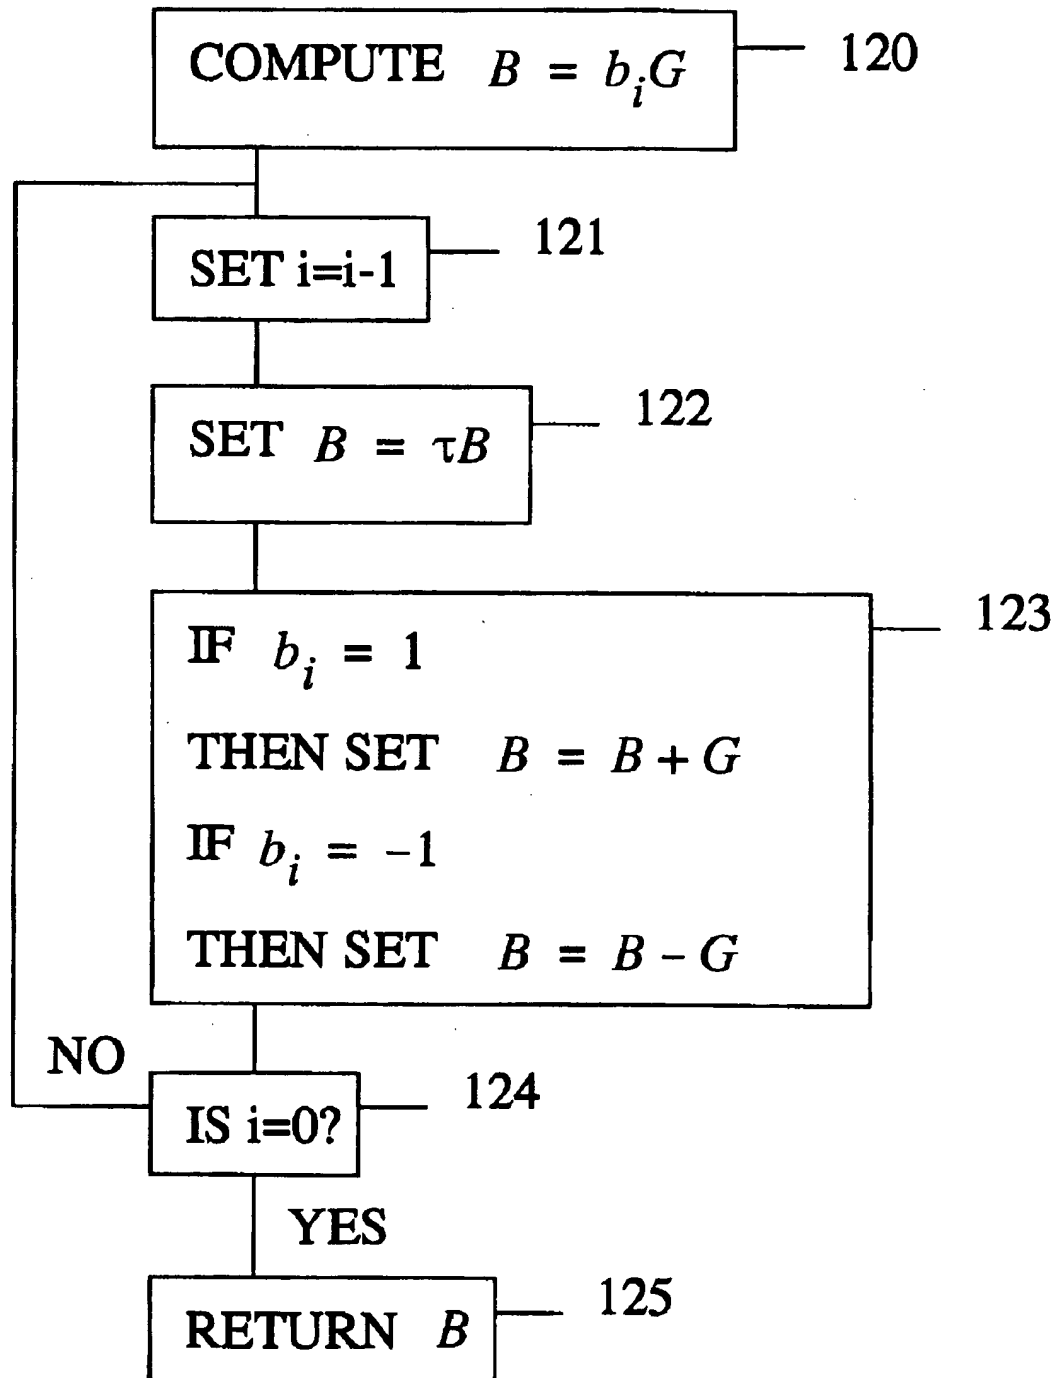 COMPUTE B = b_i G 120
SET i=i-1 121
SET B = τB 122
IF b_i = 1 123
THEN SET B = B + G
IF b_i = −1
THEN SET B = B − G
NO
IS i=0? 124
YES
RETURN B 125